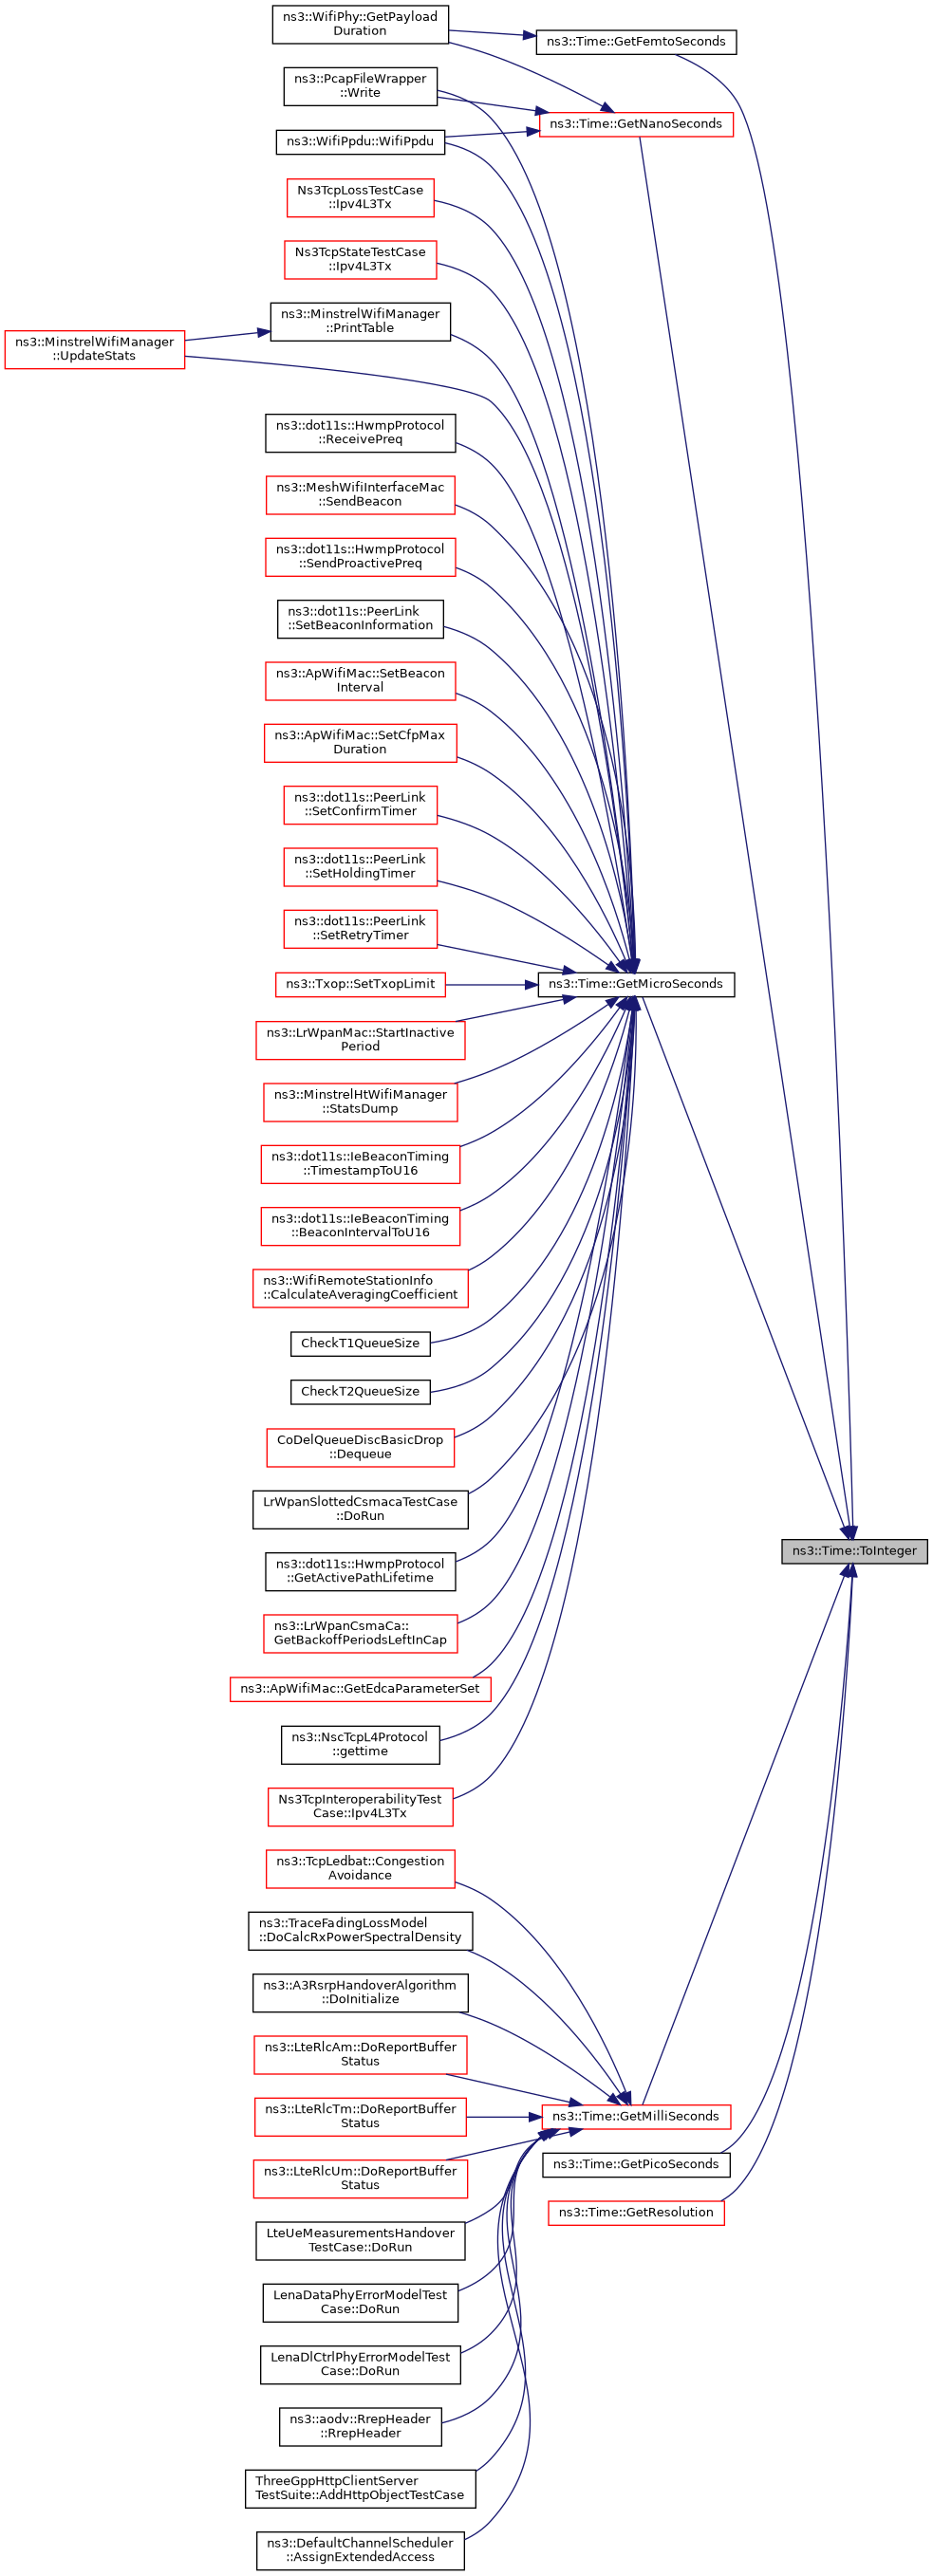 ns3::WifiPhy::GetPayload
Duration
ns3::Time::GetFemtoSeconds
ns3::PcapFileWrapper
::Write
ns3::Time::GetNanoSeconds
ns3::WifiPpdu::WifiPpdu
Ns3TcpLossTestCase
::Ipv4L3Tx
Ns3TcpStateTestCase
::Ipv4L3Tx
ns3::MinstrelWifiManager
::PrintTable
ns3::MinstrelWifiManager
::UpdateStats
ns3::dot11s::HwmpProtocol
::ReceivePreq
ns3::MeshWifiInterfaceMac
::SendBeacon
ns3::dot11s::HwmpProtocol
::SendProactivePreq
ns3::dot11s::PeerLink
::SetBeaconInformation
ns3::ApWifiMac::SetBeacon
Interval
ns3::ApWifiMac::SetCfpMax
Duration
ns3::dot11s::PeerLink
::SetConfirmTimer
ns3::dot11s::PeerLink
::SetHoldingTimer
ns3::dot11s::PeerLink
::SetRetryTimer
ns3::Txop::SetTxopLimit
ns3::Time::GetMicroSeconds
ns3::LrWpanMac::StartInactive
Period
ns3::MinstrelHtWifiManager
::StatsDump
ns3::dot11s::IeBeaconTiming
::TimestampToU16
ns3::dot11s::IeBeaconTiming
::BeaconIntervalToU16
ns3::WifiRemoteStationInfo
::CalculateAveragingCoefficient
CheckT1QueueSize
CheckT2QueueSize
CoDelQueueDiscBasicDrop
::Dequeue
LrWpanSlottedCsmacaTestCase
::DoRun
ns3::Time::ToInteger
ns3::dot11s::HwmpProtocol
::GetActivePathLifetime
ns3::LrWpanCsmaCa::
GetBackoffPeriodsLeftInCap
ns3::ApWifiMac::GetEdcaParameterSet
ns3::NscTcpL4Protocol
::gettime
Ns3TcpInteroperabilityTest
Case::Ipv4L3Tx
ns3::TcpLedbat::Congestion
Avoidance
ns3::TraceFadingLossModel
::DoCalcRxPowerSpectralDensity
ns3::A3RsrpHandoverAlgorithm
::DoInitialize
ns3::LteRlcAm::DoReportBuffer
Status
ns3::LteRlcTm::DoReportBuffer
Status
ns3::Time::GetMilliSeconds
ns3::LteRlcUm::DoReportBuffer
Status
ns3::Time::GetPicoSeconds
ns3::Time::GetResolution
LteUeMeasurementsHandover
TestCase::DoRun
LenaDataPhyErrorModelTest
Case::DoRun
LenaDlCtrlPhyErrorModelTest
Case::DoRun
ns3::aodv::RrepHeader
::RrepHeader
ThreeGppHttpClientServer
TestSuite::AddHttpObjectTestCase
ns3::DefaultChannelScheduler
::AssignExtendedAccess